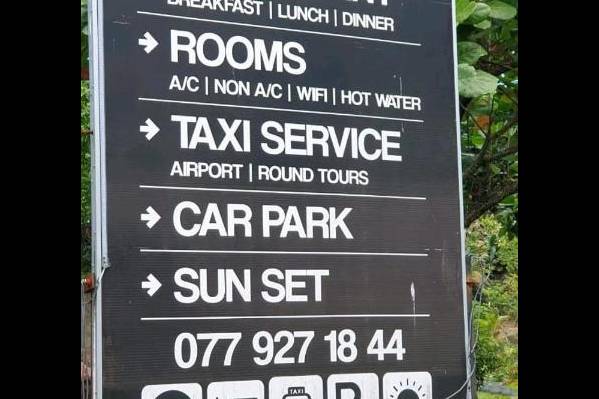 BREAKFAST | LUNCH | DINNER
ROOMS
A/C | NON A/C | WIFI | HOT WATER
TAXI SERVICE
AIRPORT | ROUND TOURS
CAR PARK
SUN SET
077 927 18 44
TAXI